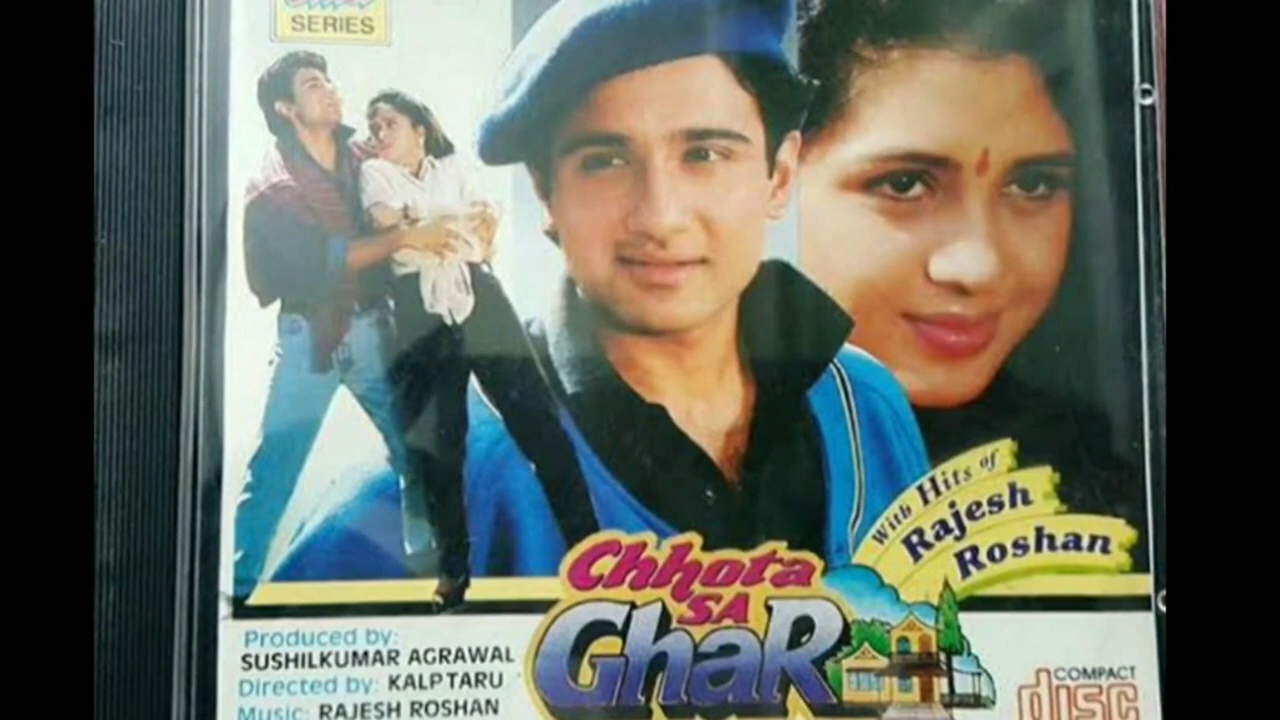 SERIES
With Hits of
Rajesh
Roshan
Chhota
SA
GhaR
Produced by:
SUSHILKUMAR AGRAWAL
Directed by: KALPTARU
Music: RAJESH ROSHAN
COMPACT
disc